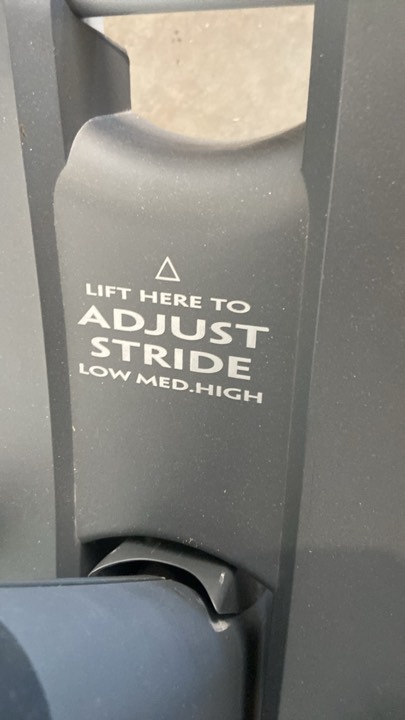 LIFT HERE TO
ADJUST
STRIDE
LOW MED.HIGH